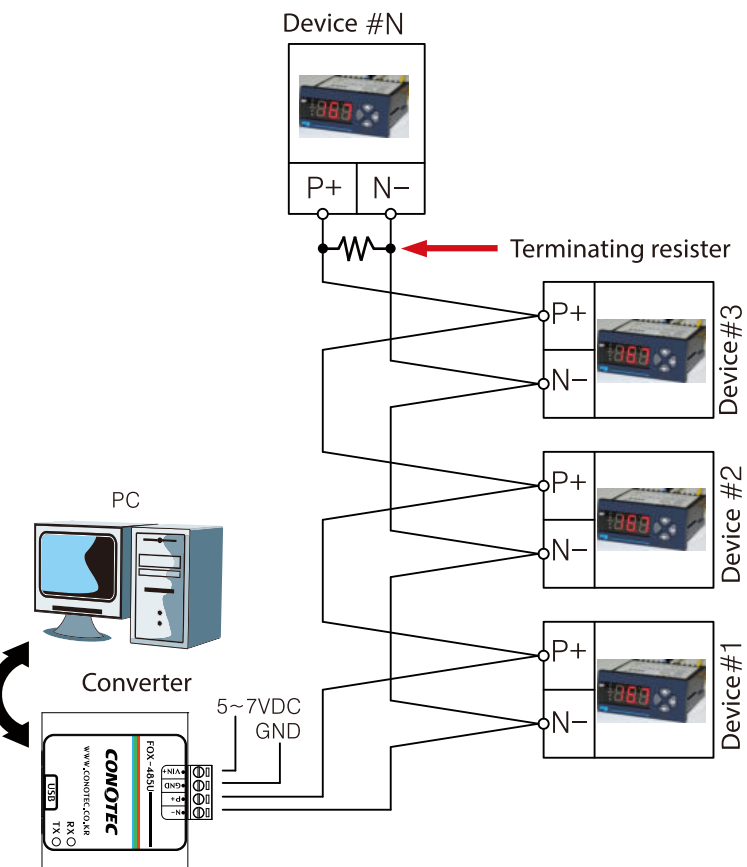 Device #N
P+
N-
Terminating resister
P+
N-
Device#3
P+
N-
Device #2
PC
P+
N-
Device#1
Converter
5~7VDC
GND
FOX-485U
CONOTEC
WWW.CONOTEC.CO.KR
USB
RX
TX
VIN+
GND
P+
N-